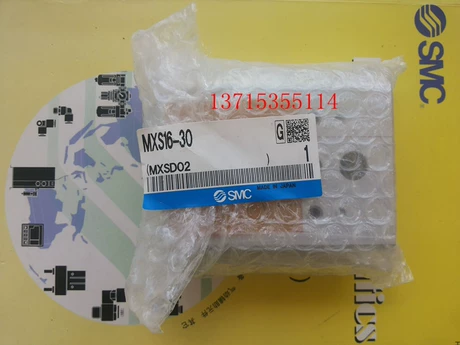 SMC
13715355114
MXS16-30
G
(MXSD02 )
1
SMC
MADE IN JAPAN